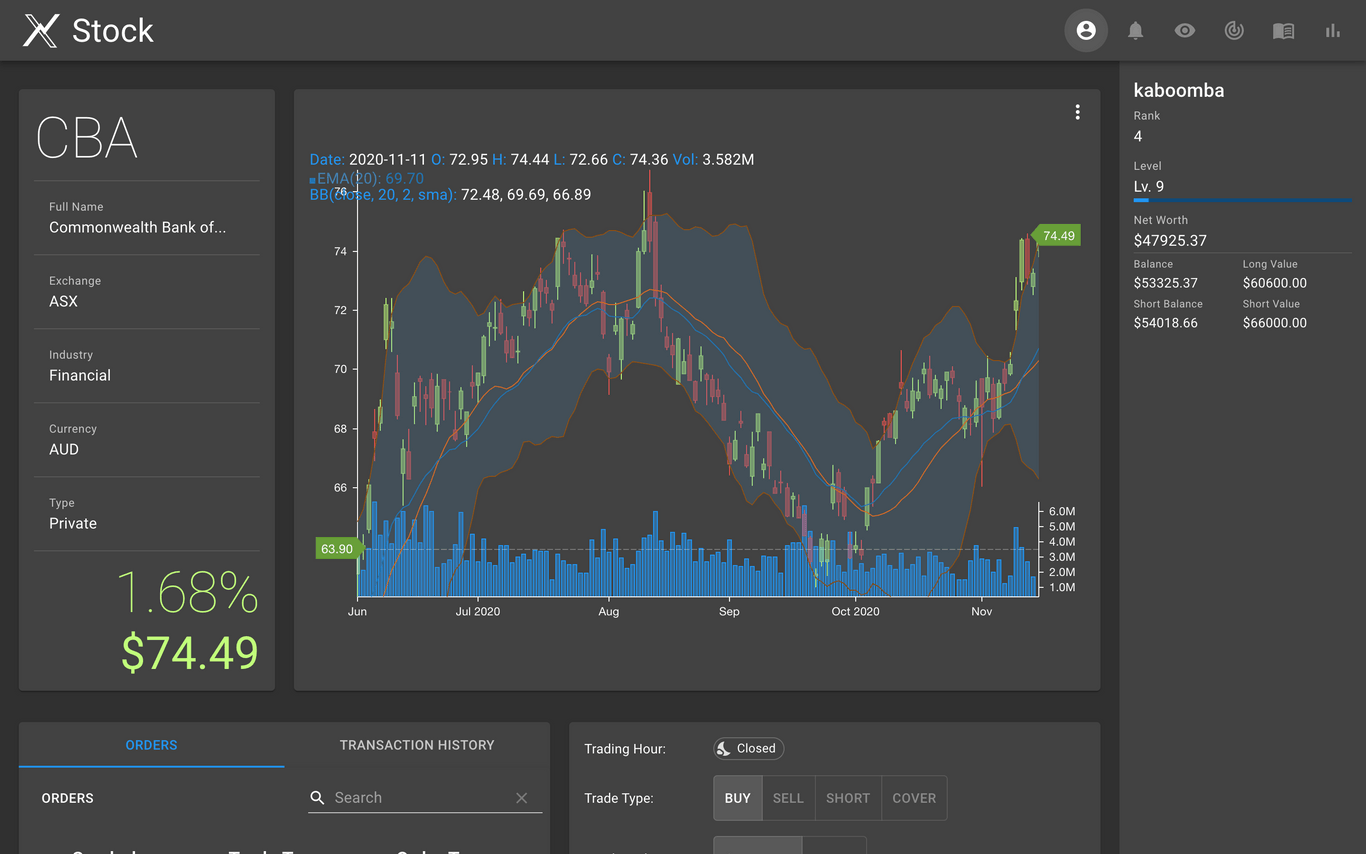 Stock
CBA
Full Name
Commonwealth Bank of...
Exchange
ASX
Industry
Financial
Currency
AUD
Type
Private
1.68%
$74.49
Date: 2020-11-11 O: 72.95 H: 74.44 L: 72.66 C: 74.36 Vol: 3.582M
EMA(20): 69.70
BB(close, 20, 2, sma): 72.48, 69.69, 66.89
76
74
72
70
68
66
63.90
74.49
6.0M
5.0M
4.0M
3.0M
2.0M
1.0M
Jun Jul 2020 Aug Sep Oct 2020 Nov
kaboomba
Rank
4
Level
Lv. 9
Net Worth
$47925.37
Balance Long Value
$53325.37 $60600.00
Short Balance Short Value
$54018.66 $66000.00
ORDERS TRANSACTION HISTORY
ORDERS Search
Trading Hour: Closed
Trade Type: BUY SELL SHORT COVER